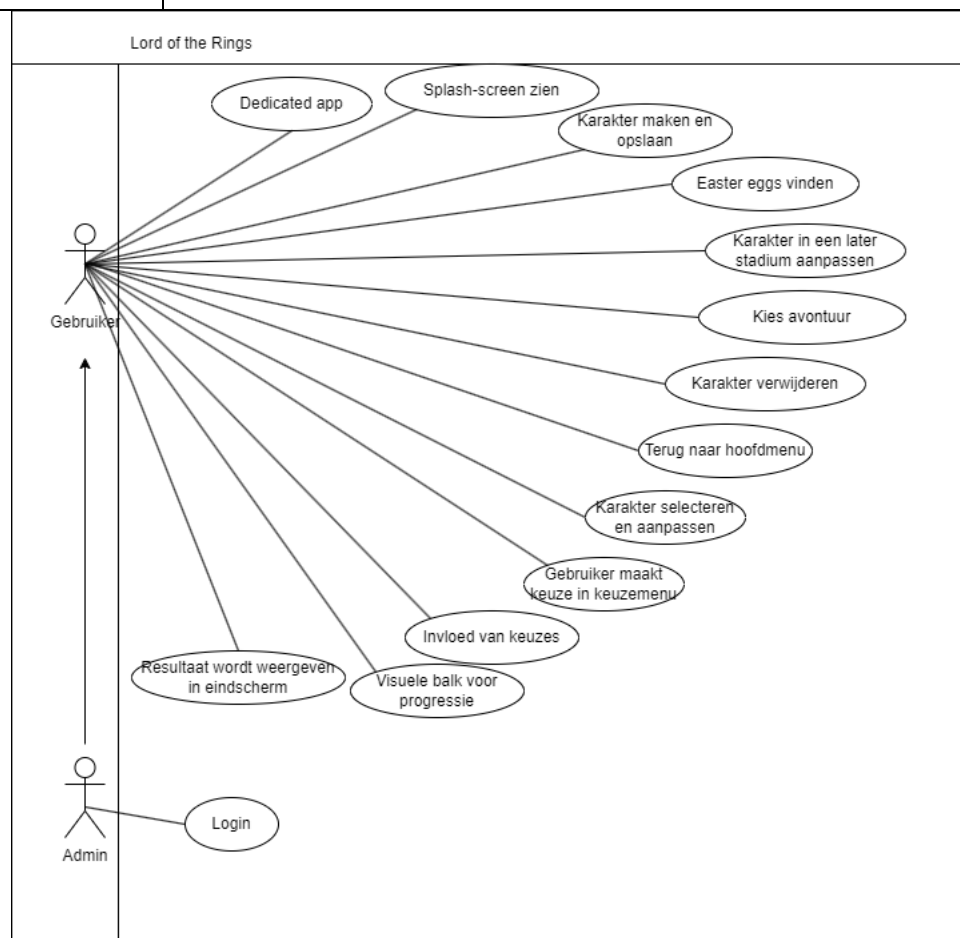 Lord of the Rings
Dedicated app
Splash-screen zien
Karakter maken en
opslaan
Easter eggs vinden
Karakter in een later
stadium aanpassen
Kies avontuur
Gebruiker
Karakter verwijderen
Terug naar hoofdmenu
Karakter selecteren
en aanpassen
Gebruiker maakt
keuze in keuzemenu
Invloed van keuzes
Resultaat wordt weergeven
in eindscherm
Visuele balk voor
progressie
Login
Admin